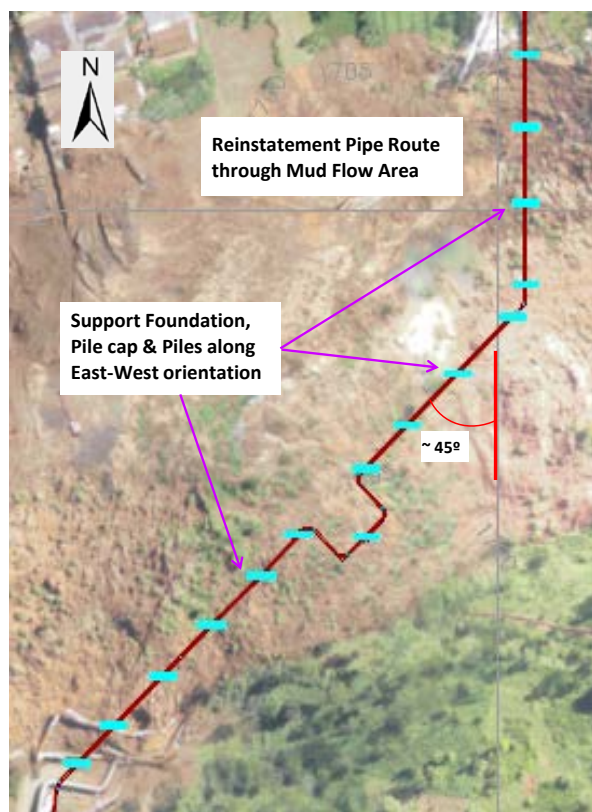 N
Reinstatement Pipe Route
through Mud Flow Area
Support Foundation,
Pile cap & Piles along
East-West orientation
~ 45º